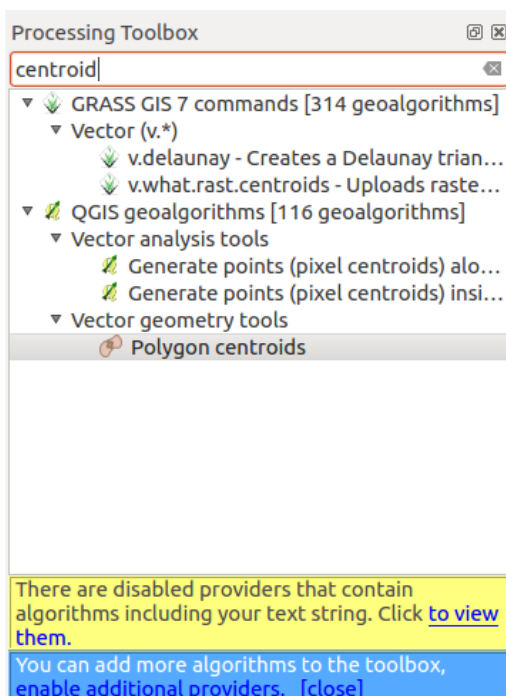 Processing Toolbox
centroid
GRASS GIS 7 commands [314 geoalgorithms]
Vector (v.*)
v.delaunay - Creates a Delaunay trian...
v.what.rast.centroids - Uploads raste...
QGIS geoalgorithms [116 geoalgorithms]
Vector analysis tools
Generate points (pixel centroids) alo...
Generate points (pixel centroids) insi...
Vector geometry tools
Polygon centroids
There are disabled providers that contain
algorithms including your text string. Click to view
them.
You can add more algorithms to the toolbox,
enable additional providers. [close]